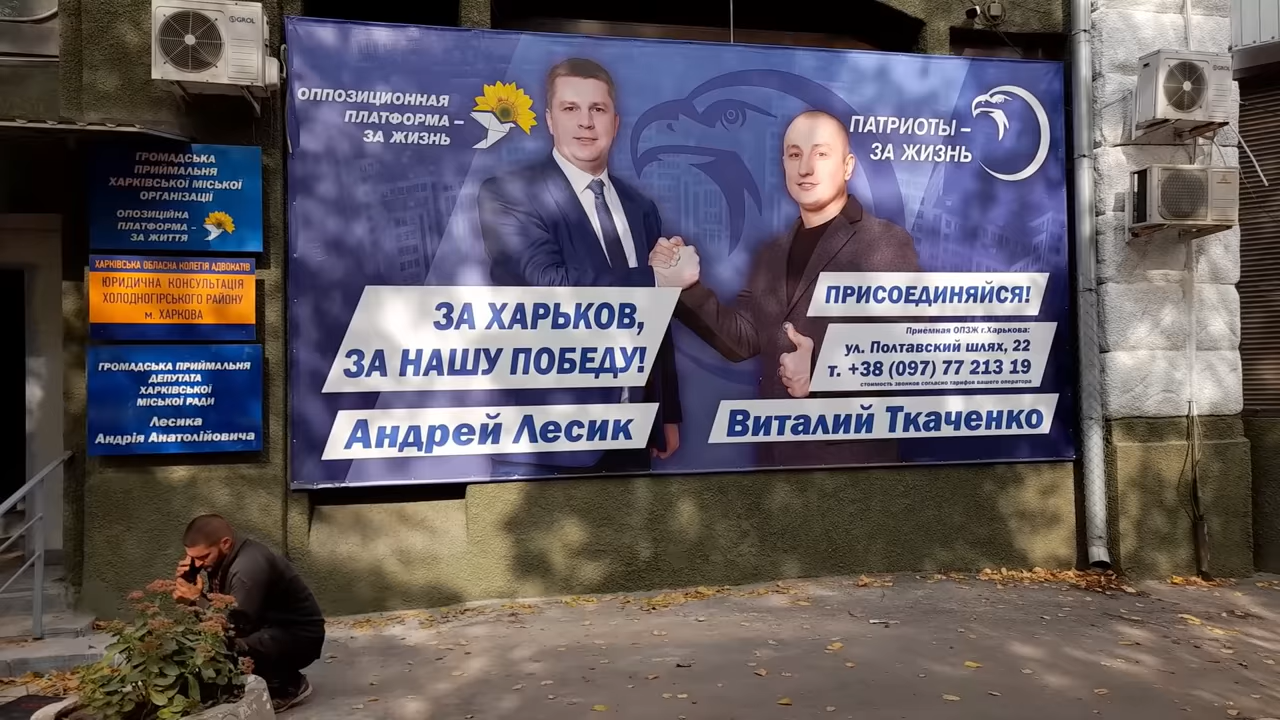 GROL
ОППОЗИЦИОННАЯ
ПЛАТФОРМА –
ЗА ЖИЗНЬ
ПАТРИОТЫ –
ЗА ЖИЗНЬ
ГРОМАДСЬКА
ПРИЙМАЛЬНЯ
ХАРКІВСЬКОЇ МІСЬКОЇ
ОРГАНІЗАЦІЇ
ОПОЗИЦІЙНА
ПЛАТФОРМА –
ЗА ЖИТТЯ
ХАРКІВСЬКА ОБЛАСНА КОЛЕГІЯ АДВОКАТІВ
ЮРИДИЧНА КОНСУЛЬТАЦІЯ
ХОЛОДНОГІРСЬКОГО РАЙОНУ
м. ХАРКОВА
ГРОМАДСЬКА ПРИЙМАЛЬНЯ
ДЕПУТАТА
ХАРКІВСЬКОЇ
МІСЬКОЇ РАДИ
Лесика
Андрія Анатолійовича
ЗА ХАРЬКОВ,
ЗА НАШУ ПОБЕДУ!
Андрей Лесик
ПРИСОЕДИНЯЙСЯ!
Приёмная ОПЗЖ г.Харькова:
ул. Полтавский шлях, 22
т. +38 (097) 77 213 19
стоимость звонков согласно тарифов вашего оператора
Виталий Ткаченко